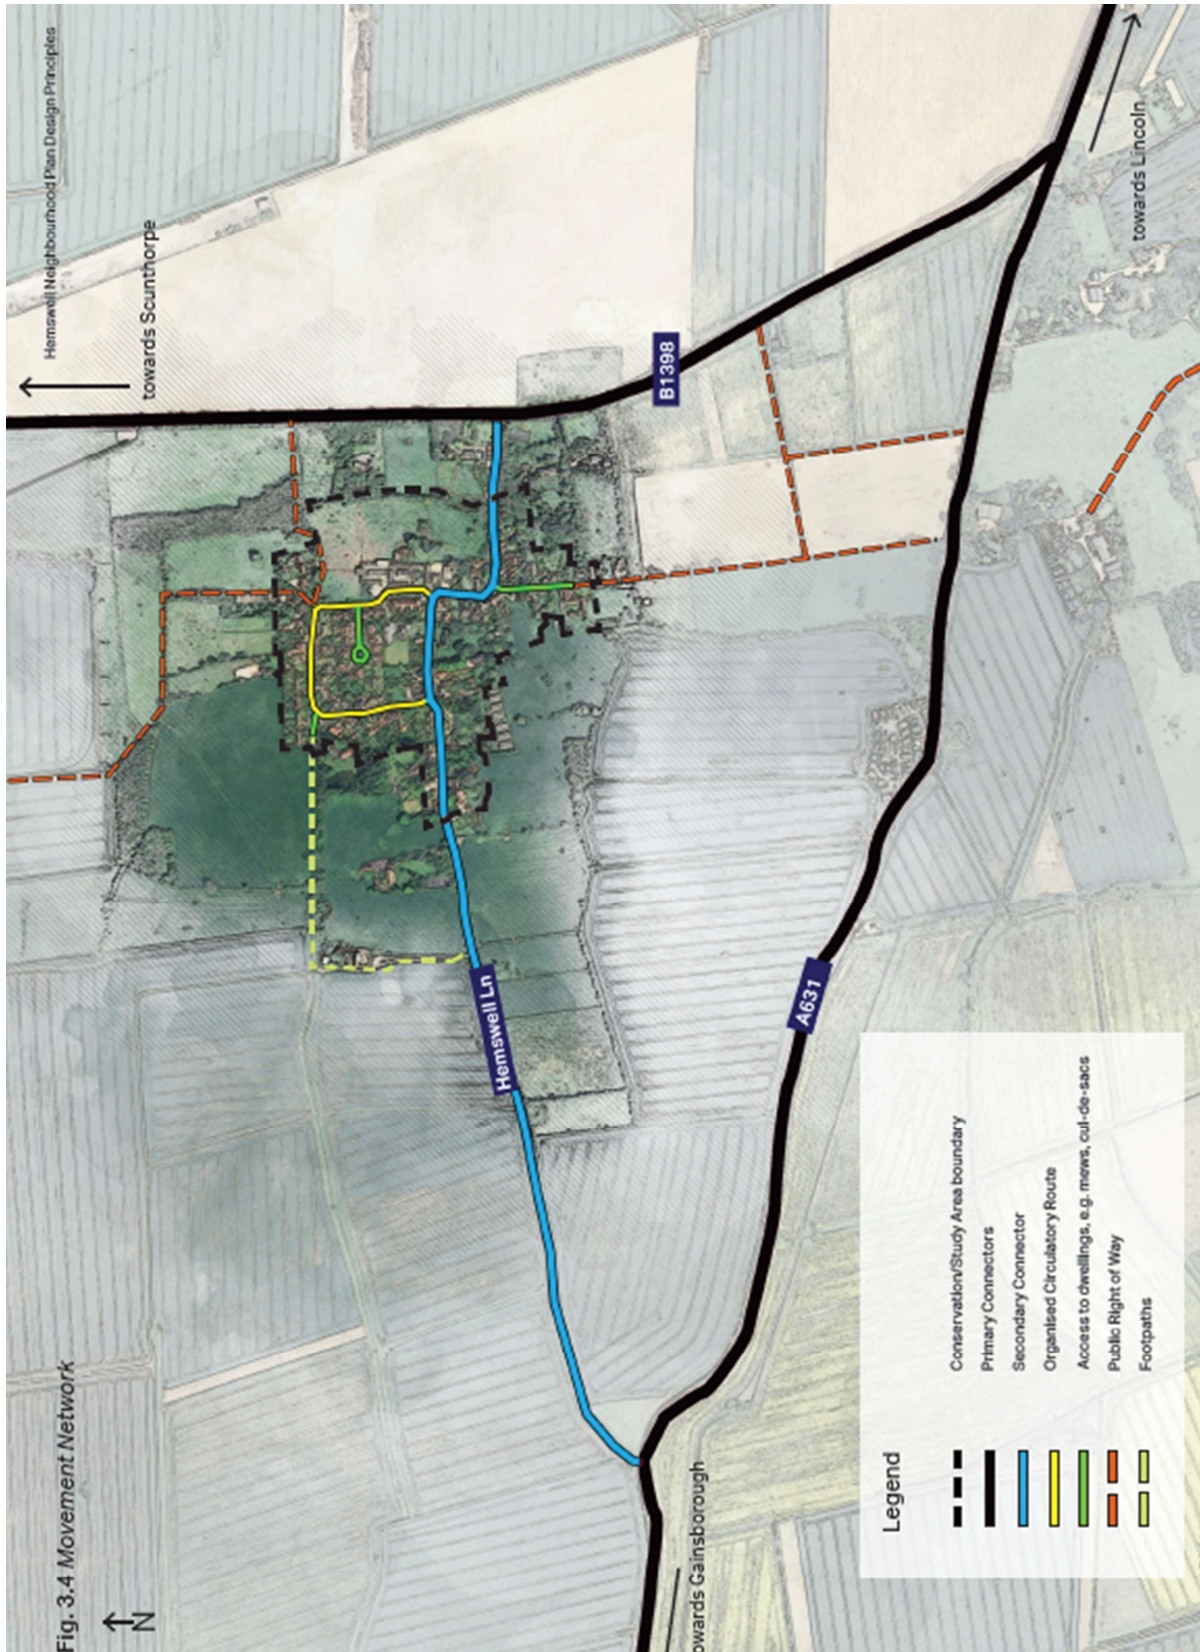 Hemswell Neighbourhood Plan Design Principles
Fig. 3.4 Movement Network
N
towards Scunthorpe
B1398
towards Lincoln
Hemswell Ln
A631
owards Gainsborough
Legend
Conservation/Study Area boundary
Primary Connectors
Secondary Connector
Organised Circulatory Route
Access to dwellings, e.g. mews, cul-de-sacs
Public Right of Way
Footpaths